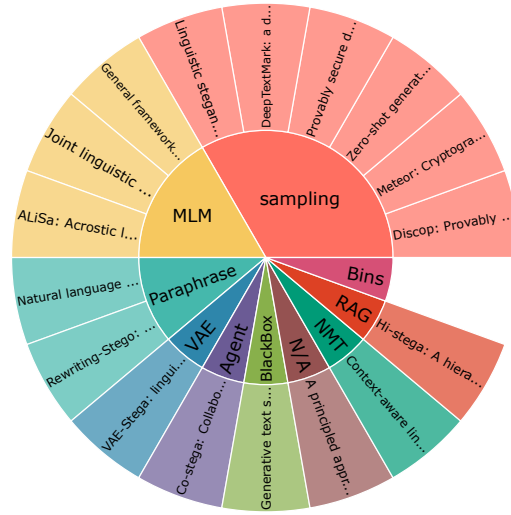 Linguistic stegan...
DeepTextMark: a d...
Provably secure d...
Zero-shot generat...
Meteor: Cryptogra...
Discop: Provably ...
General framework...
Joint linguistic ...
ALiSa: Acrostic l...
sampling
MLM
Paraphrase
VAE
Agent
BlackBox
N/A
NMT
RAG
Bins
Natural language ...
Rewriting-Stego: ...
VAE-Stega: lingui...
Co-stega: Collabo...
Generative text s...
A principled appr...
Context-aware lin...
Hi-stega: A hiera...